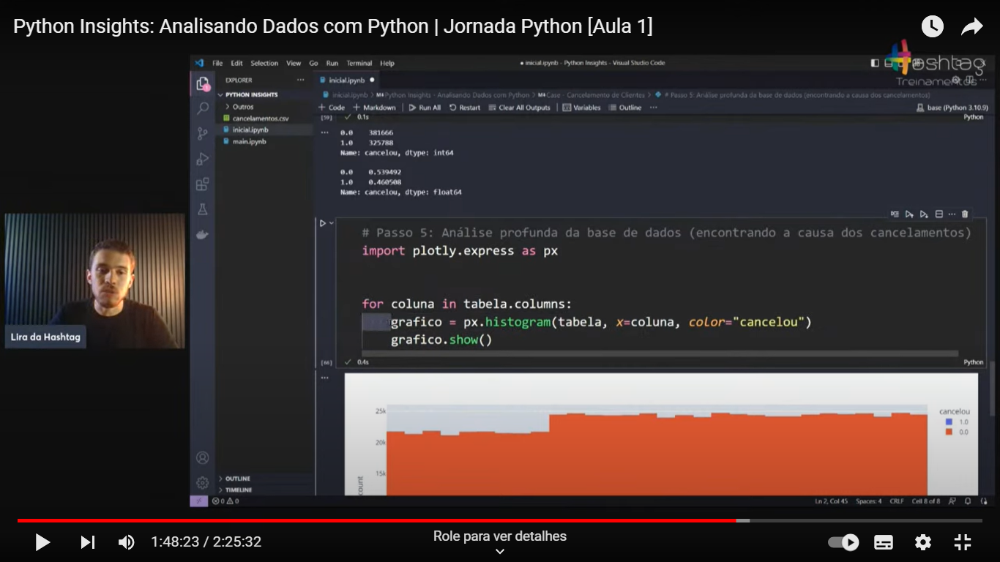 Python Insights: Analisando Dados com Python | Jornada Python [Aula 1]
Hashtag
Treinamentos
File Edit Selection View Go Run Terminal Help
● inicial.ipynb - Python Insights - Visual Studio Code
EXPLORER ···
inicial.ipynb ●
PYTHON INSIGHTS
Outros
cancelamentos.csv
inicial.ipynb
main.ipynb
inicial.ipynb > M↓Python Insights - Analisando Dados com Python > M↓Case - Cancelamento de Clientes > # Passo 5: Análise profunda da base de dados (encontrando a causa dos cancelamentos)
+ Code + Markdown | Run All Restart Clear All Outputs | Variables Outline ···
base (Python 3.10.9)
[59] ✓ 0.1s Python
0.0 381666
1.0 325788
Name: cancelou, dtype: int64
0.0 0.539492
1.0 0.460508
Name: cancelou, dtype: float64
# Passo 5: Análise profunda da base de dados (encontrando a causa dos cancelamentos)
import plotly.express as px
for coluna in tabela.columns:
grafico = px.histogram(tabela, x=coluna, color="cancelou")
grafico.show()
[66] ✓ 0.4s Python
25k
20k
15k
count
cancelou
1.0
0.0
Lira da Hashtag
OUTLINE
TIMELINE
0 0
Ln 2, Col 45 Spaces: 4 CRLF Cell 8 of 8
1:48:23 / 2:25:32
Role para ver detalhes